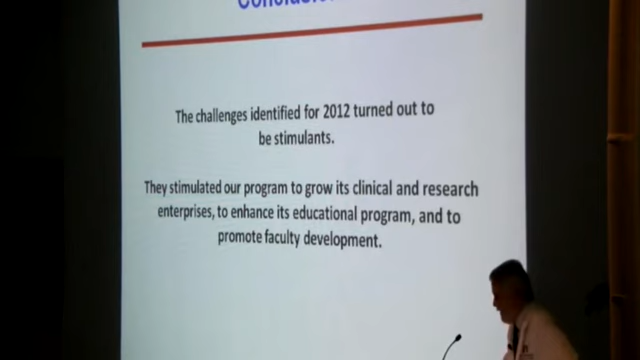 The challenges identified for 2012 turned out to
be stimulants.
They stimulated our program to grow its clinical and research
enterprises, to enhance its educational program, and to
promote faculty development.